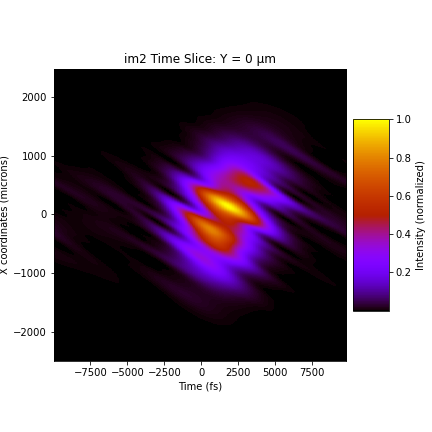 im2 Time Slice: Y = 0 μm
2000
1000
0
−1000
−2000
X coordinates (microns)
−7500 −5000 −2500 0 2500 5000 7500
Time (fs)
1.0
0.8
0.6
0.4
0.2
Intensity (normalized)